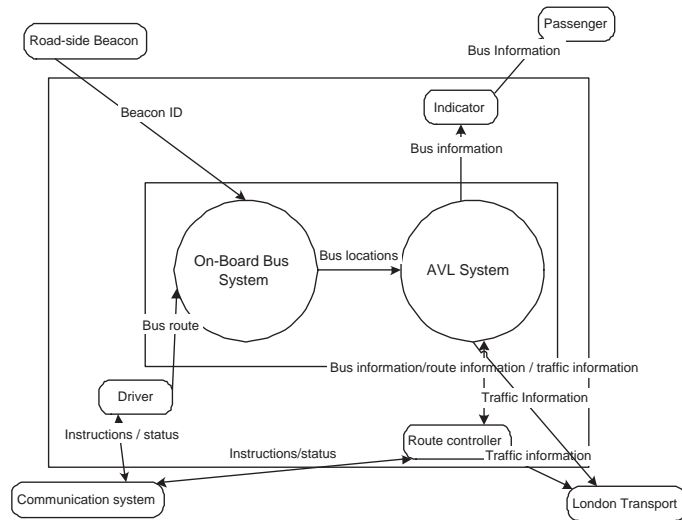 Passenger
Road-side Beacon
Bus Information
Indicator
Beacon ID
Bus information
On-Board Bus
System
Bus locations
AVL System
Bus route
Bus information/route information / traffic information
Driver
Traffic Information
Instructions / status
Route controller
Instructions/status
Traffic information
Communication system
London Transport